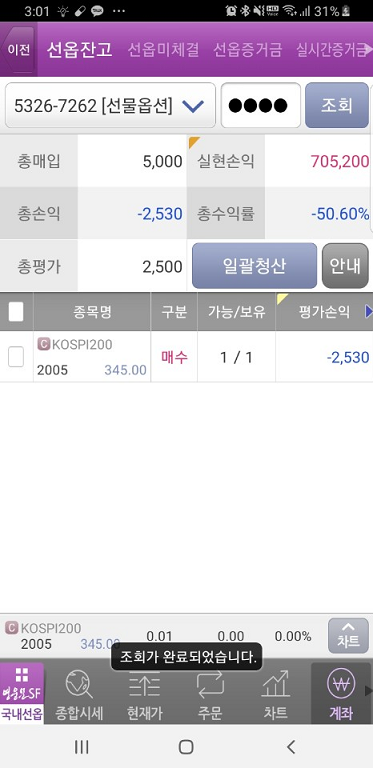 3:01 31%
이전 선옵잔고 선옵미체결 선옵증거금 실시간증거금
5326-7262 [선물옵션] ●●●● 조회
총매입 5,000 실현손익 705,200
총손익 -2,530 총수익률 -50.60%
총평가 2,500 일괄청산 안내
종목명 구분 가능/보유 평가손익
C KOSPI200 매수 1 / 1 -2,530
2005 345.00
C KOSPI200 0.01 0.00 0.00% 차트
2005 345.00
조회가 완료되었습니다.
영웅문SF
국내선옵 종합시세 현재가 주문 차트 계좌